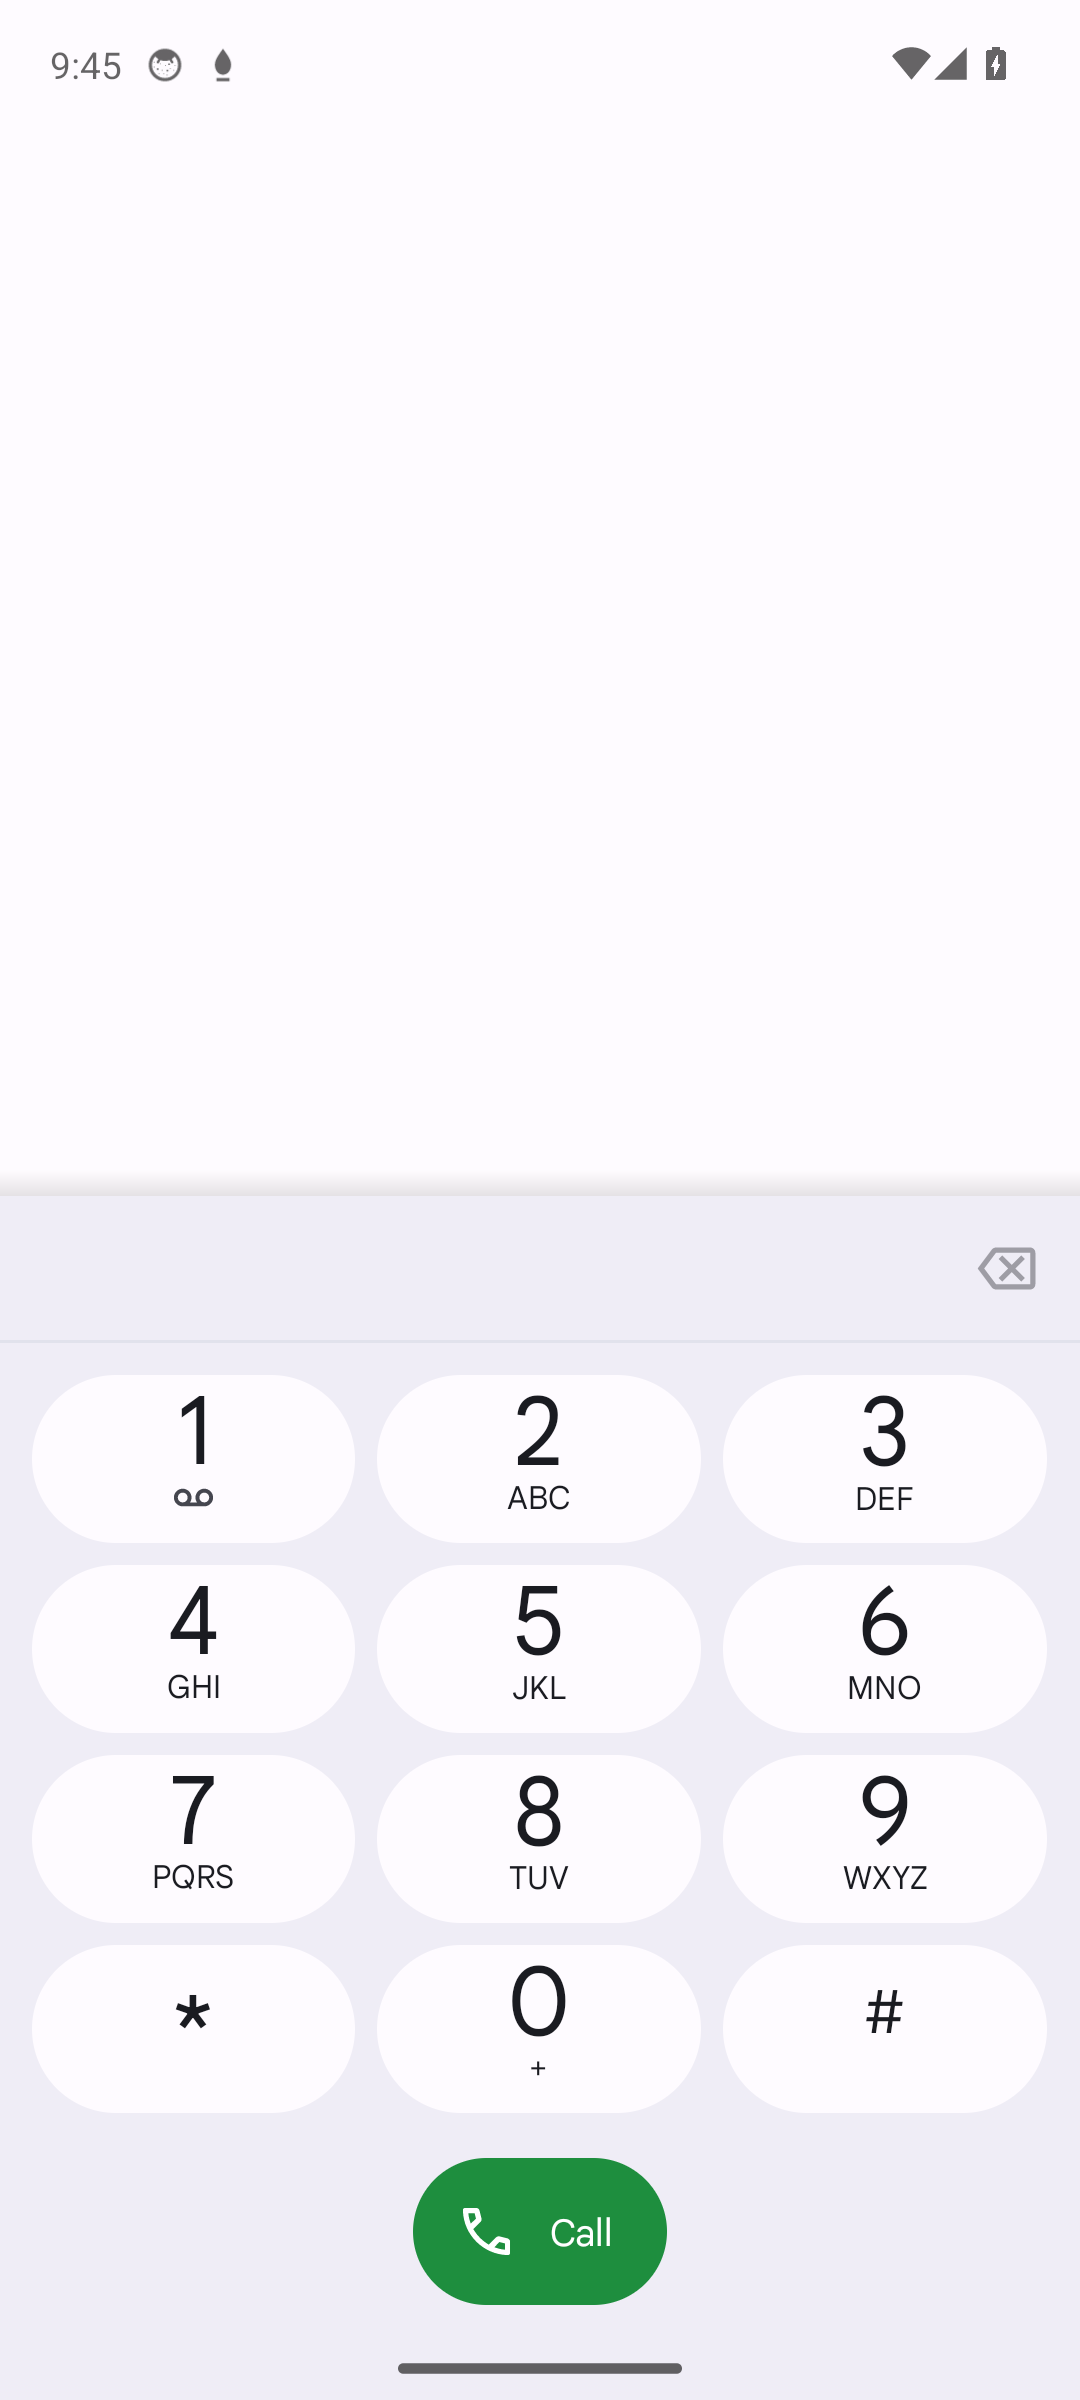 9:45
1
2 ABC
3 DEF
4 GHI
5 JKL
6 MNO
7 PQRS
8 TUV
9 WXYZ
*
0 +
#
Call